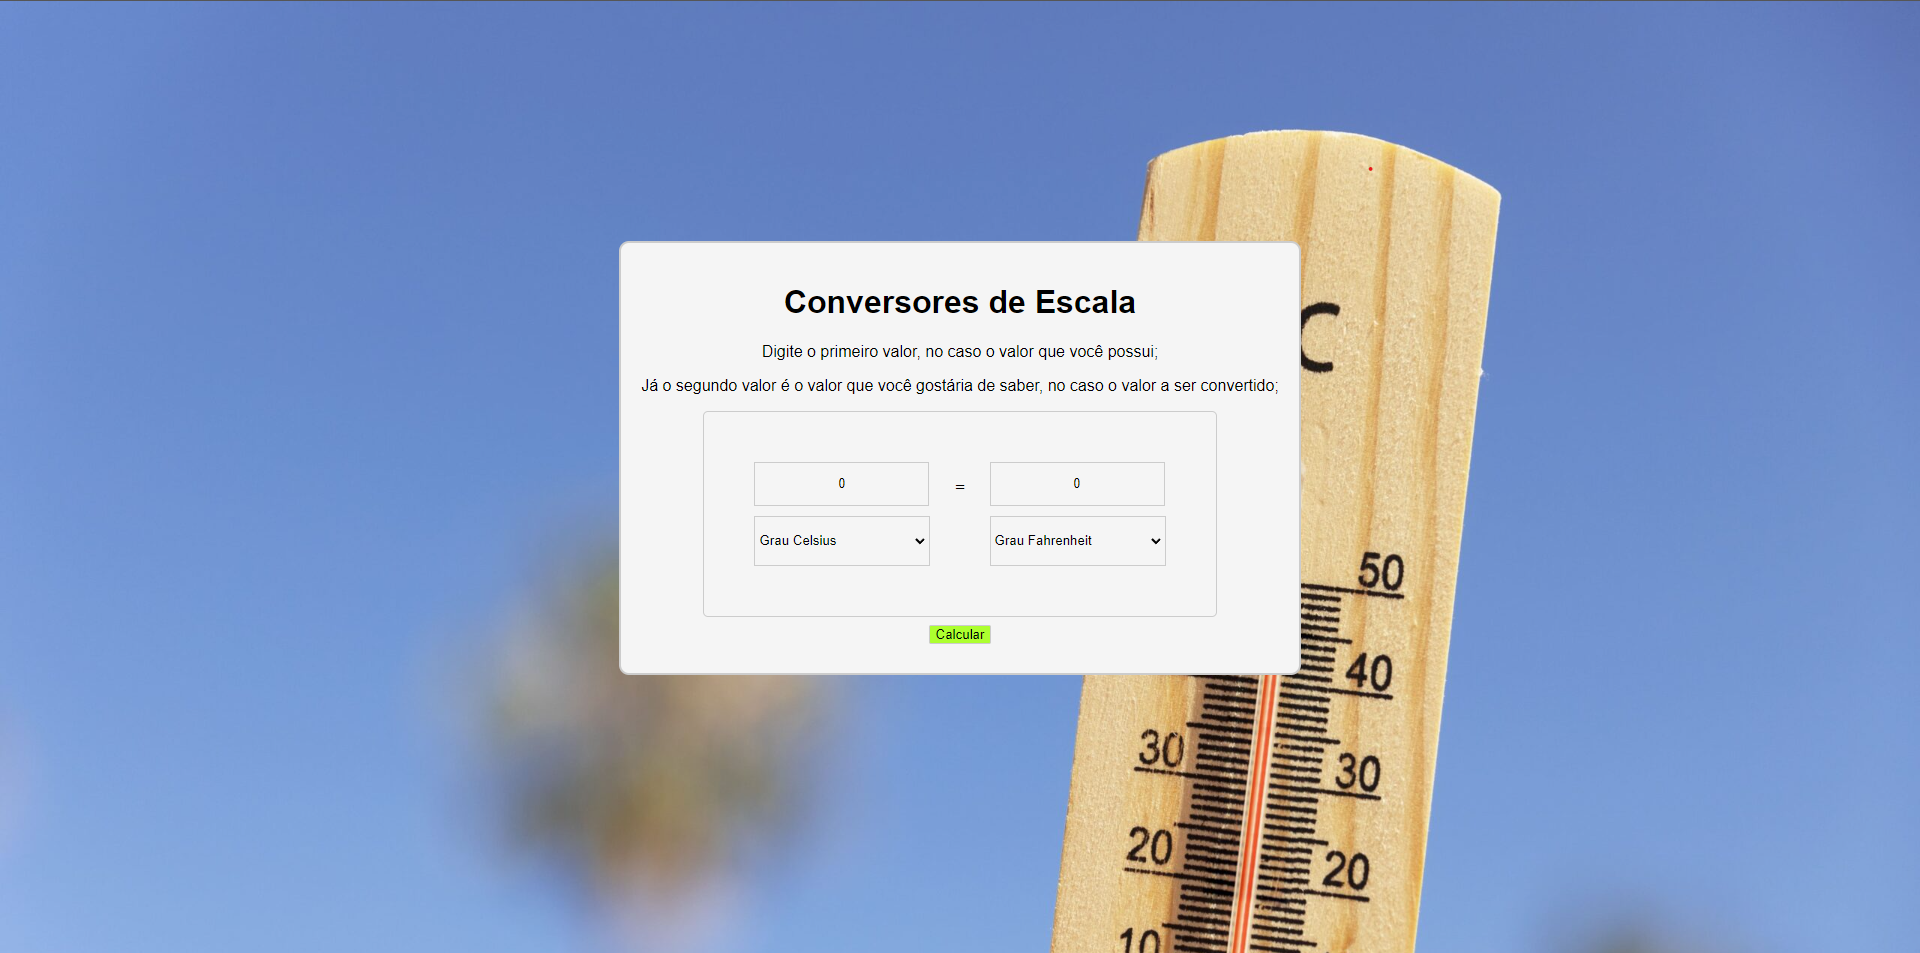 Conversores de Escala
Digite o primeiro valor, no caso o valor que você possui;
Já o segundo valor é o valor que você gostária de saber, no caso o valor a ser convertido;
0 = 0
Grau Celsius Grau Fahrenheit
Calcular
C
50
40
30 30
20 20
10